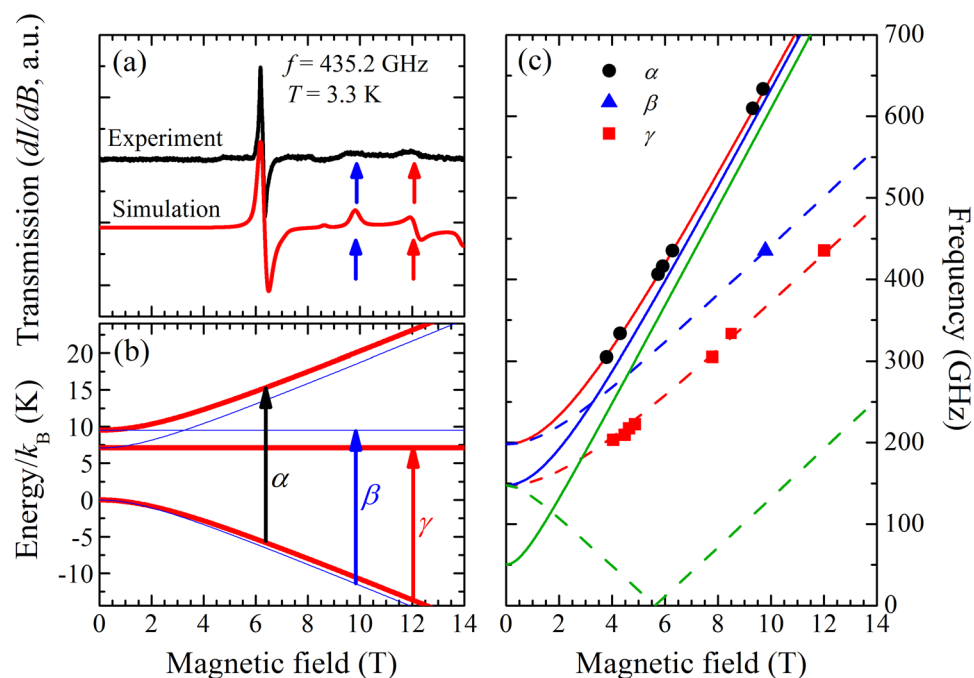 Transmission (dI/dB, a.u.)
(a)
f = 435.2 GHz
T = 3.3 K
Experiment
Simulation
Energy/k_B (K)
(b)
20
15
10
5
0
-5
-10
α
β
γ
0 2 4 6 8 10 12 14
Magnetic field (T)
(c)
α
β
γ
700
600
500
400
300
200
100
0
Frequency (GHz)
0 2 4 6 8 10 12 14
Magnetic field (T)